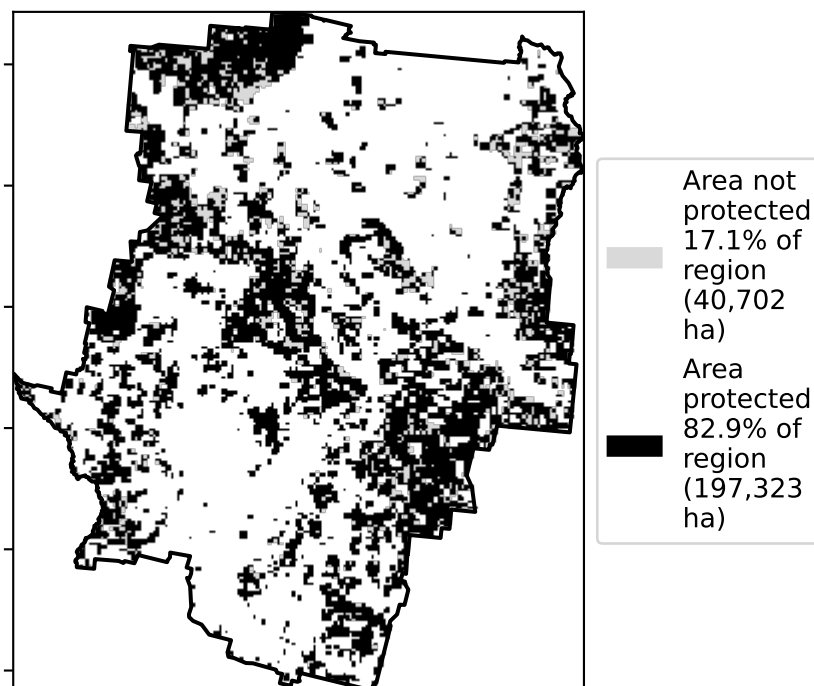 Area not
protected
17.1% of
region
(40,702
ha)
Area
protected
82.9% of
region
(197,323
ha)